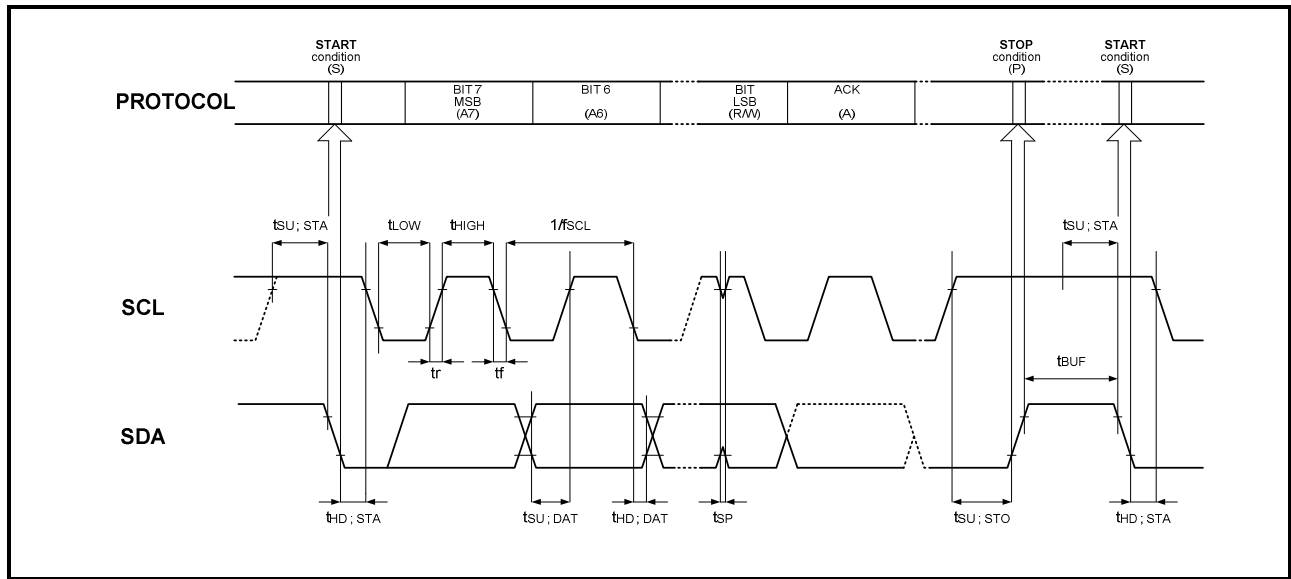 START
condition
(S)
STOP
condition
(P)
START
condition
(S)
PROTOCOL
BIT 7
MSB
(A7)
BIT 6
(A6)
BIT
LSB
(R/W)
ACK
(A)
tSU ; STA
tLOW
tHIGH
1/fSCL
tSU ; STA
SCL
tr
tf
tBUF
SDA
tHD ; STA
tSU ; DAT
tHD ; DAT
tSP
tSU ; STO
tHD ; STA